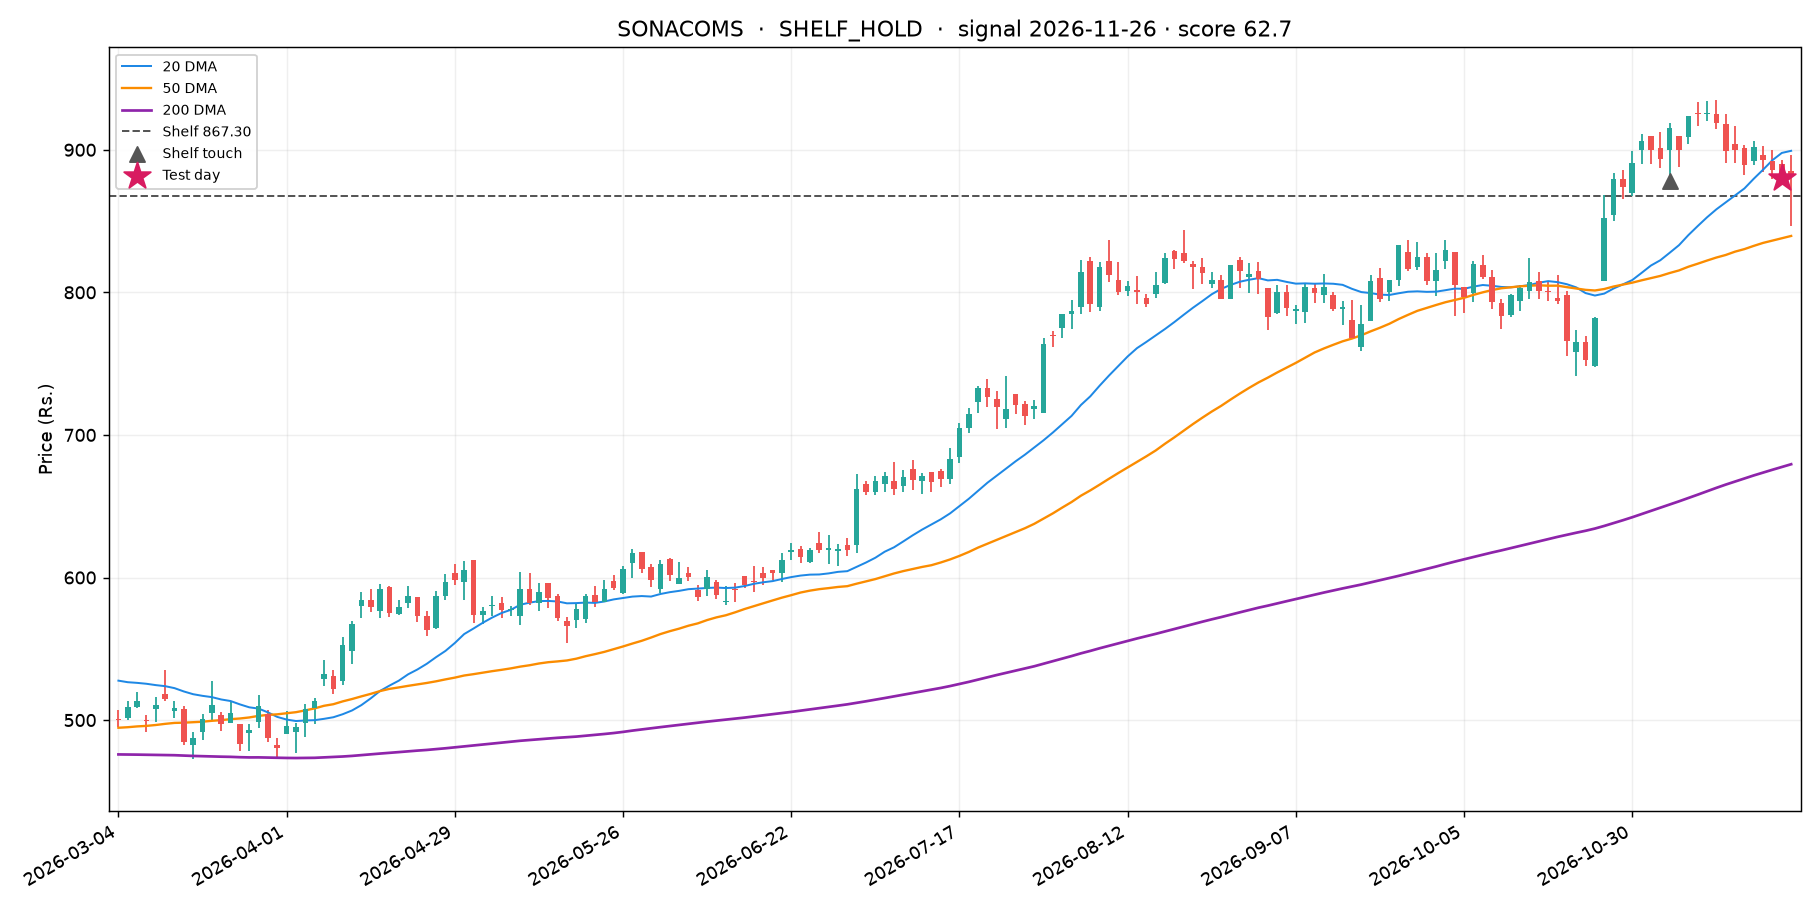 SONACOMS · SHELF_HOLD · signal 2026-11-26 · score 62.7
20 DMA
50 DMA
200 DMA
Shelf 867.30
Shelf touch
Test day
Price (Rs.)
900
800
700
600
500
2026-03-04
2026-04-01
2026-04-29
2026-05-26
2026-06-22
2026-07-17
2026-08-12
2026-09-07
2026-10-05
2026-10-30